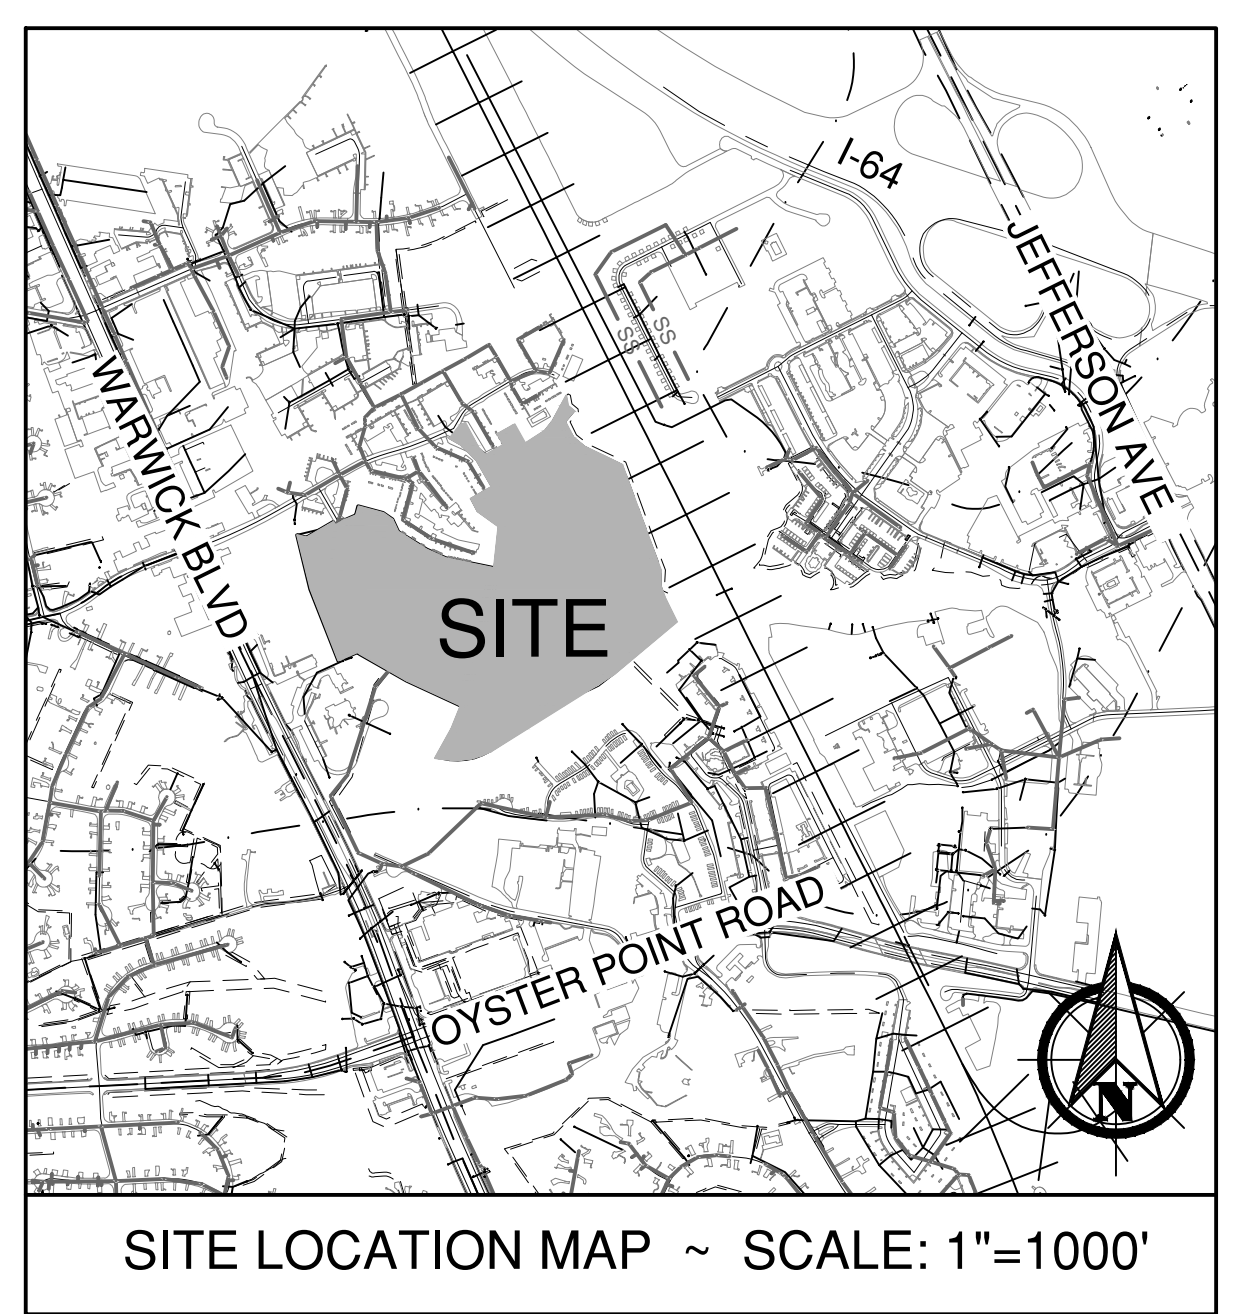 I-64
JEFFERSON AVE
SS
SS
WARWICK BLVD
SITE
OYSTER POINT ROAD
N
SITE LOCATION MAP ~ SCALE: 1"=1000'